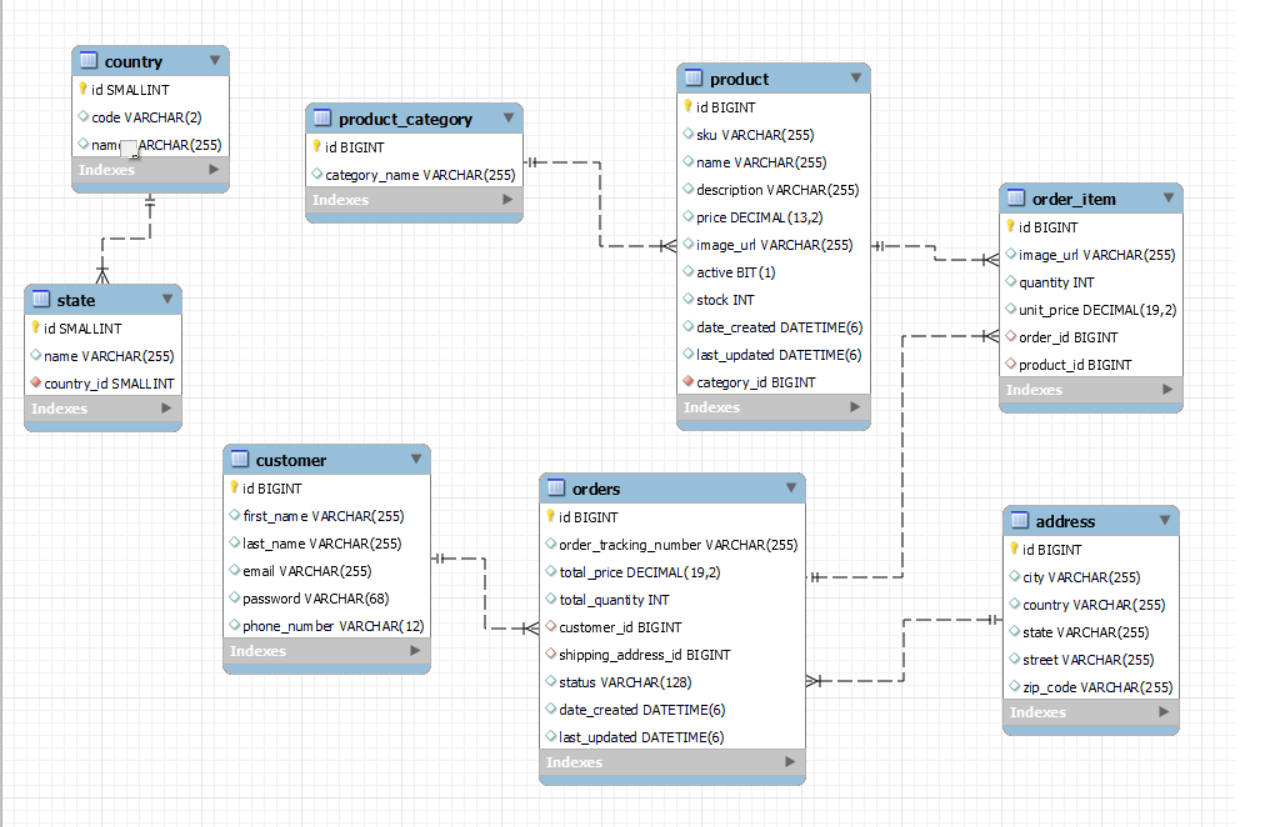 country
id SMALLINT
code VARCHAR(2)
name ARCHAR(255)
Indexes
product_category
id BIGINT
category_name VARCHAR(255)
Indexes
product
id BIGINT
sku VARCHAR(255)
name VARCHAR(255)
description VARCHAR(255)
price DECIMAL(13,2)
image_url VARCHAR(255)
active BIT(1)
stock INT
date_created DATETIME(6)
last_updated DATETIME(6)
category_id BIGINT
Indexes
order_item
id BIGINT
image_url VARCHAR(255)
quantity INT
unit_price DECIMAL(19,2)
order_id BIGINT
product_id BIGINT
Indexes
state
id SMALLINT
name VARCHAR(255)
country_id SMALLINT
Indexes
customer
id BIGINT
first_name VARCHAR(255)
last_name VARCHAR(255)
email VARCHAR(255)
password VARCHAR(68)
phone_number VARCHAR(12)
Indexes
orders
id BIGINT
order_tracking_number VARCHAR(255)
total_price DECIMAL(19,2)
total_quantity INT
customer_id BIGINT
shipping_address_id BIGINT
status VARCHAR(128)
date_created DATETIME(6)
last_updated DATETIME(6)
Indexes
address
id BIGINT
city VARCHAR(255)
country VARCHAR(255)
state VARCHAR(255)
street VARCHAR(255)
zip_code VARCHAR(255)
Indexes